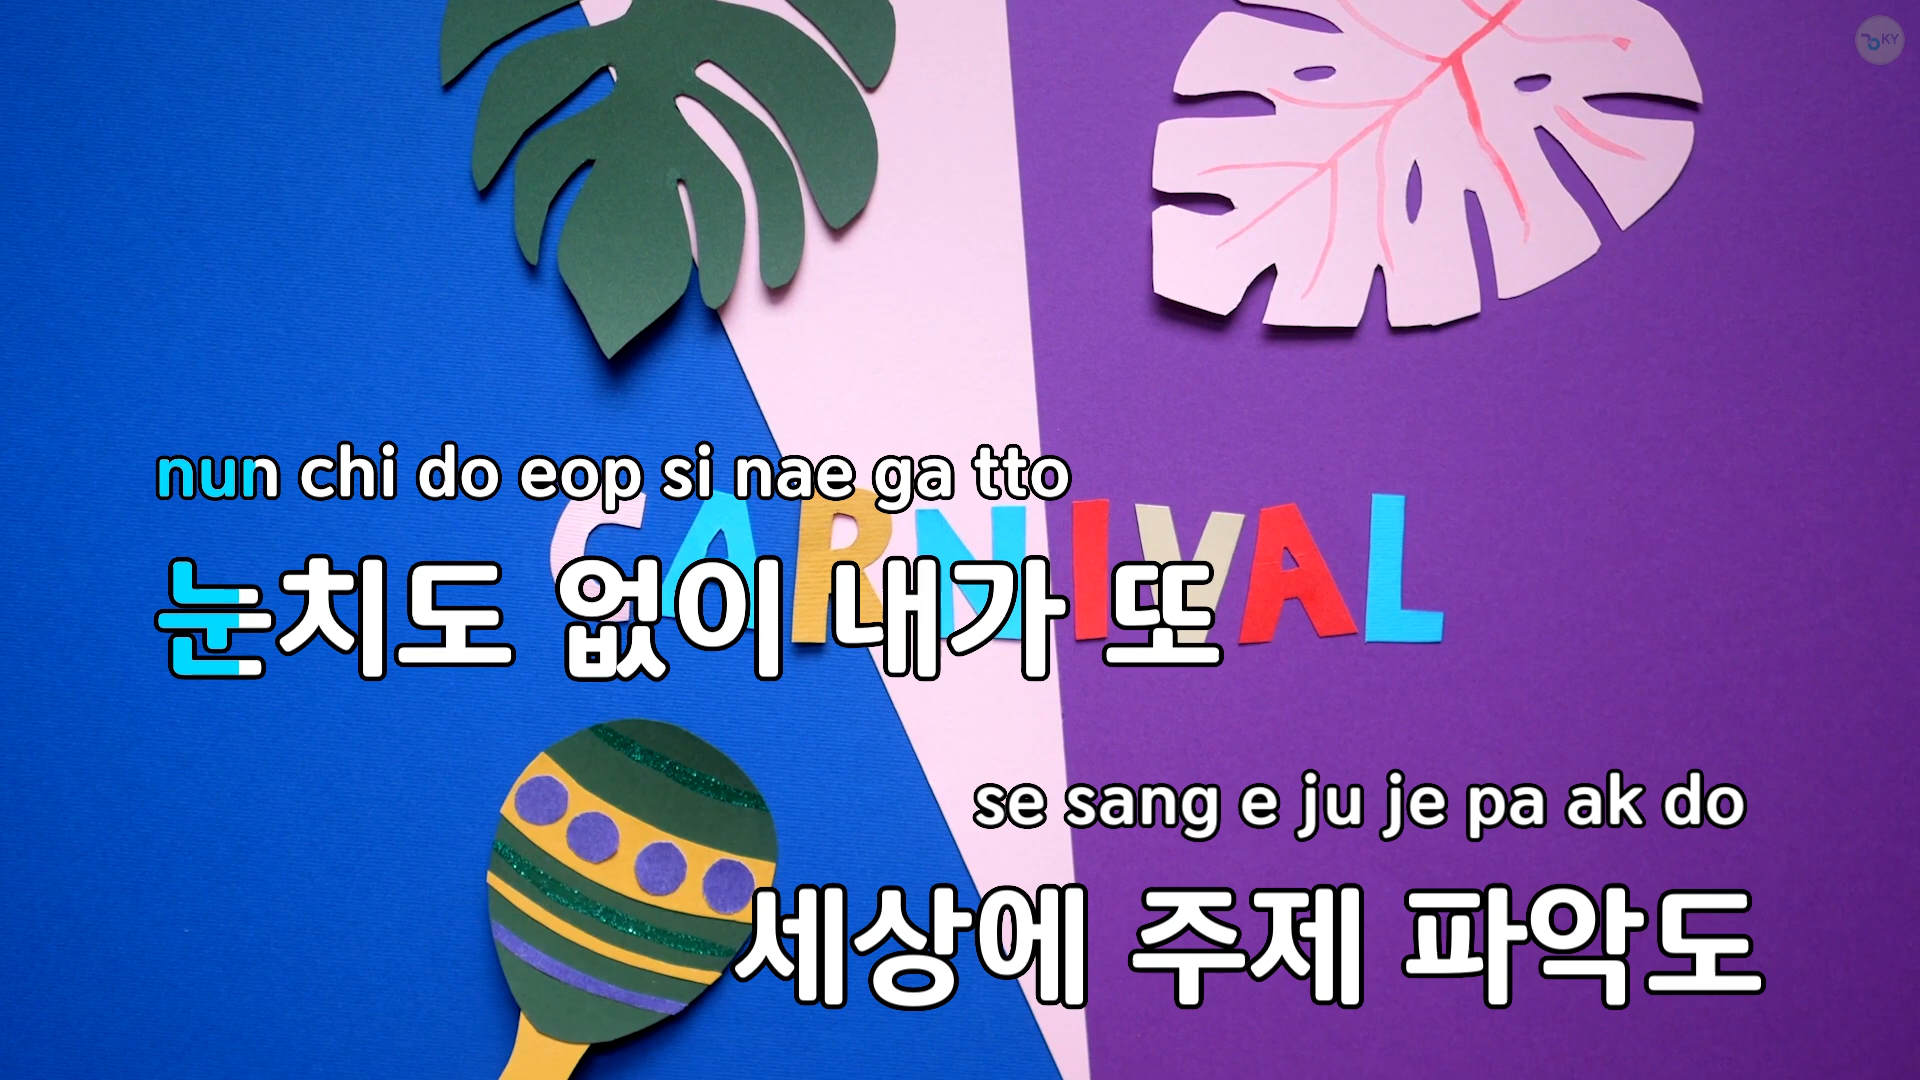 KY
nun chi do eop si nae ga tto
CARNIVAL
눈치도 없이 내가 또
se sang e ju je pa ak do
세상에 주제 파악도